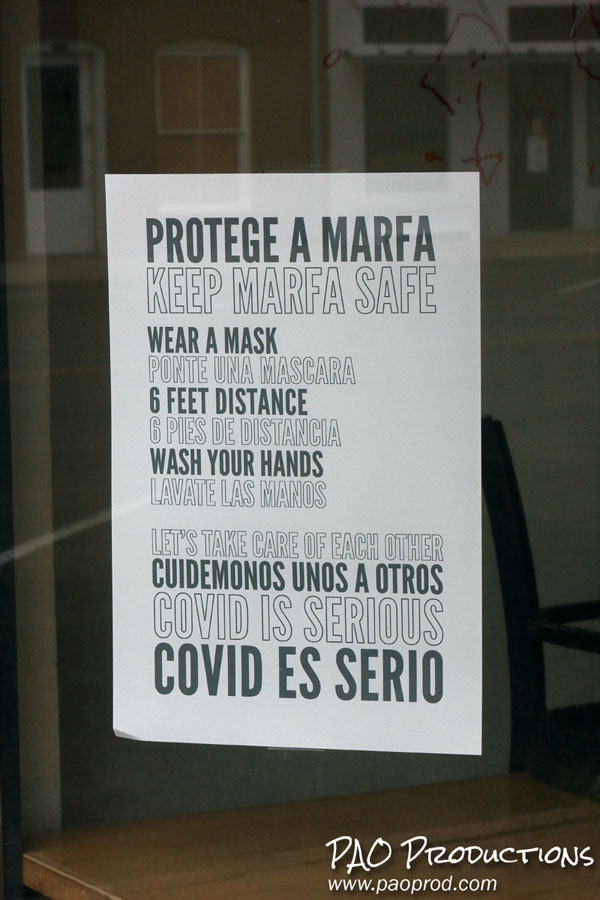 PROTEGE A MARFA
KEEP MARFA SAFE
WEAR A MASK
PONTE UNA MASCARA
6 FEET DISTANCE
6 PIES DE DISTANCIA
WASH YOUR HANDS
LAVATE LAS MANOS
LET'S TAKE CARE OF EACH OTHER
CUIDEMONOS UNOS A OTROS
COVID IS SERIOUS
COVID ES SERIO
PAO PRODUCTIONS
www.paoprod.com